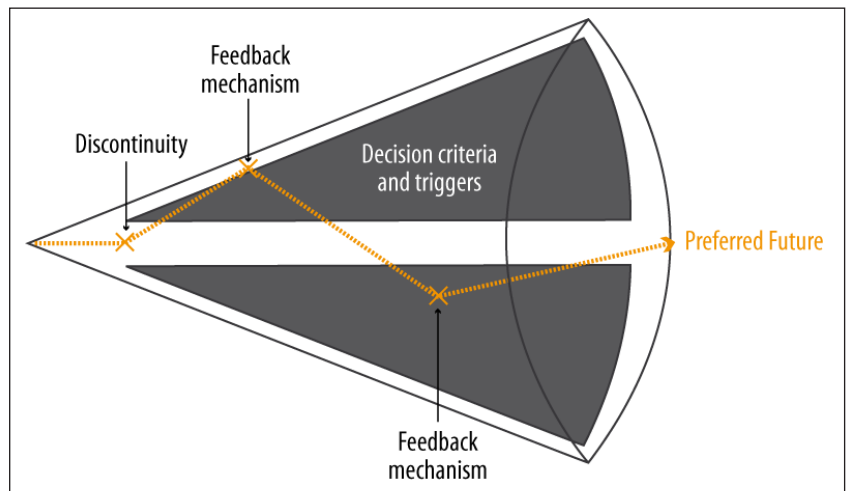 Feedback
mechanism
Discontinuity
Decision criteria
and triggers
Preferred Future
Feedback
mechanism